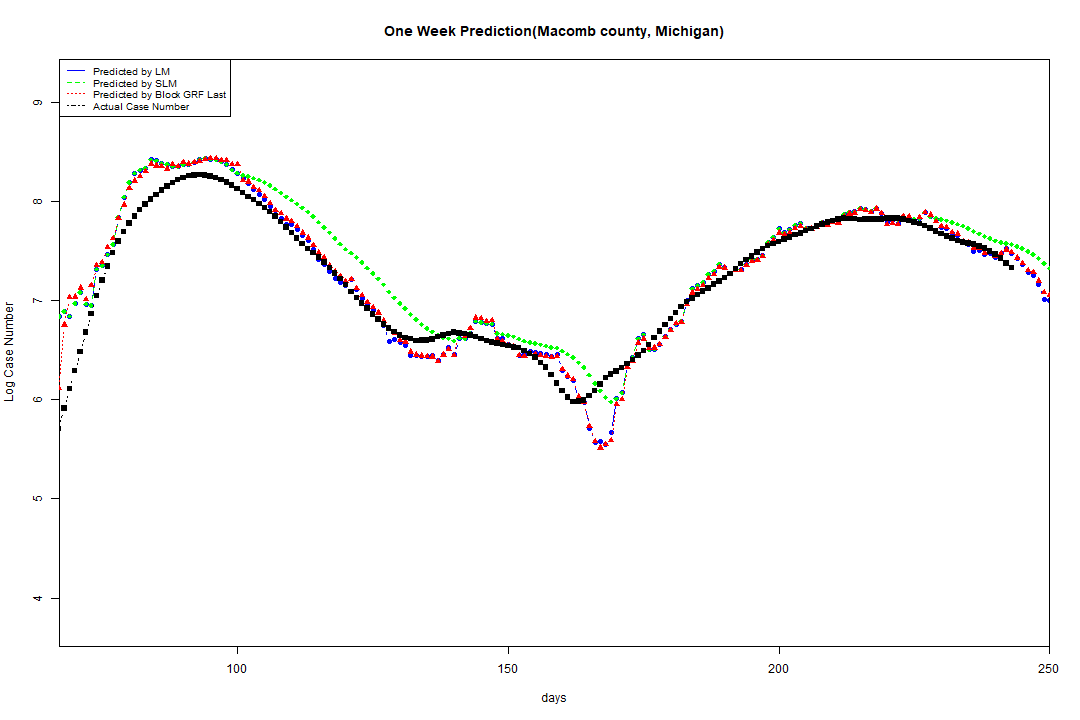 One Week Prediction(Macomb county, Michigan)
Predicted by LM
Predicted by SLM
Predicted by Block GRF Last
Actual Case Number
9
8
7
6
5
4
Log Case Number
100
150
200
250
days